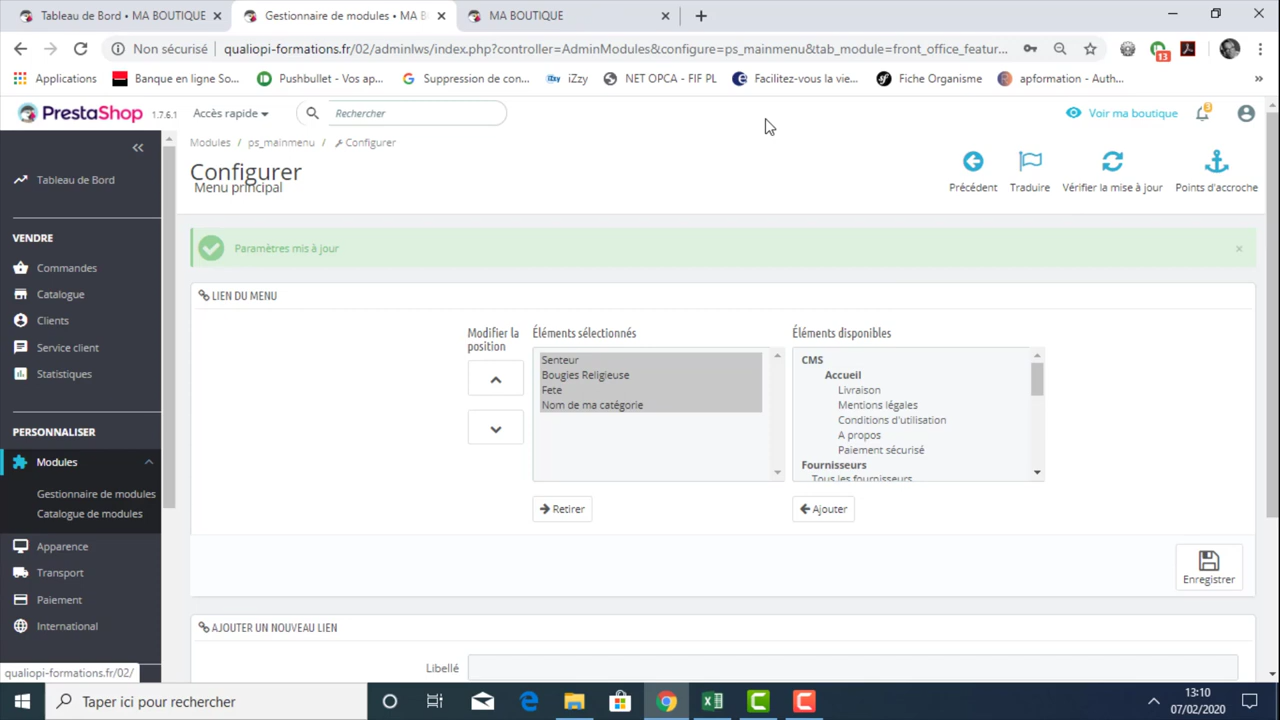 Tableau de Bord • MA BOUTIQUE
Gestionnaire de modules • MA B
MA BOUTIQUE
Non sécurisé
qualiopi-formations.fr/02/adminlws/index.php?controller=AdminModules&configure=ps_mainmenu&tab_module=front_office_featur...
13
Applications
Banque en ligne So...
Pushbullet - Vos ap...
Suppression de con...
iZzy
NET OPCA - FIF PL
Facilitez-vous la vie...
Fiche Organisme
apformation - Auth...
PrestaShop
1.7.6.1
Accès rapide
Rechercher
Voir ma boutique
3
Modules / ps_mainmenu / Configurer
Configurer
Menu principal
Précédent
Traduire
Vérifier la mise à jour
Points d'accroche
Tableau de Bord
VENDRE
Commandes
Catalogue
Clients
Service client
Statistiques
PERSONNALISER
Modules
Gestionnaire de modules
Catalogue de modules
Apparence
Transport
Paiement
International
Paramètres mis à jour
×
LIEN DU MENU
Modifier la
position
Éléments sélectionnés
Éléments disponibles
Senteur
Bougies Religieuse
Fete
Nom de ma catégorie
CMS
Accueil
Livraison
Mentions légales
Conditions d'utilisation
A propos
Paiement sécurisé
Fournisseurs
Tous les fournisseurs
Retirer
Ajouter
Enregistrer
AJOUTER UN NOUVEAU LIEN
Libellé
qualiopi-formations.fr/02/
Taper ici pour rechercher
13:10
07/02/2020